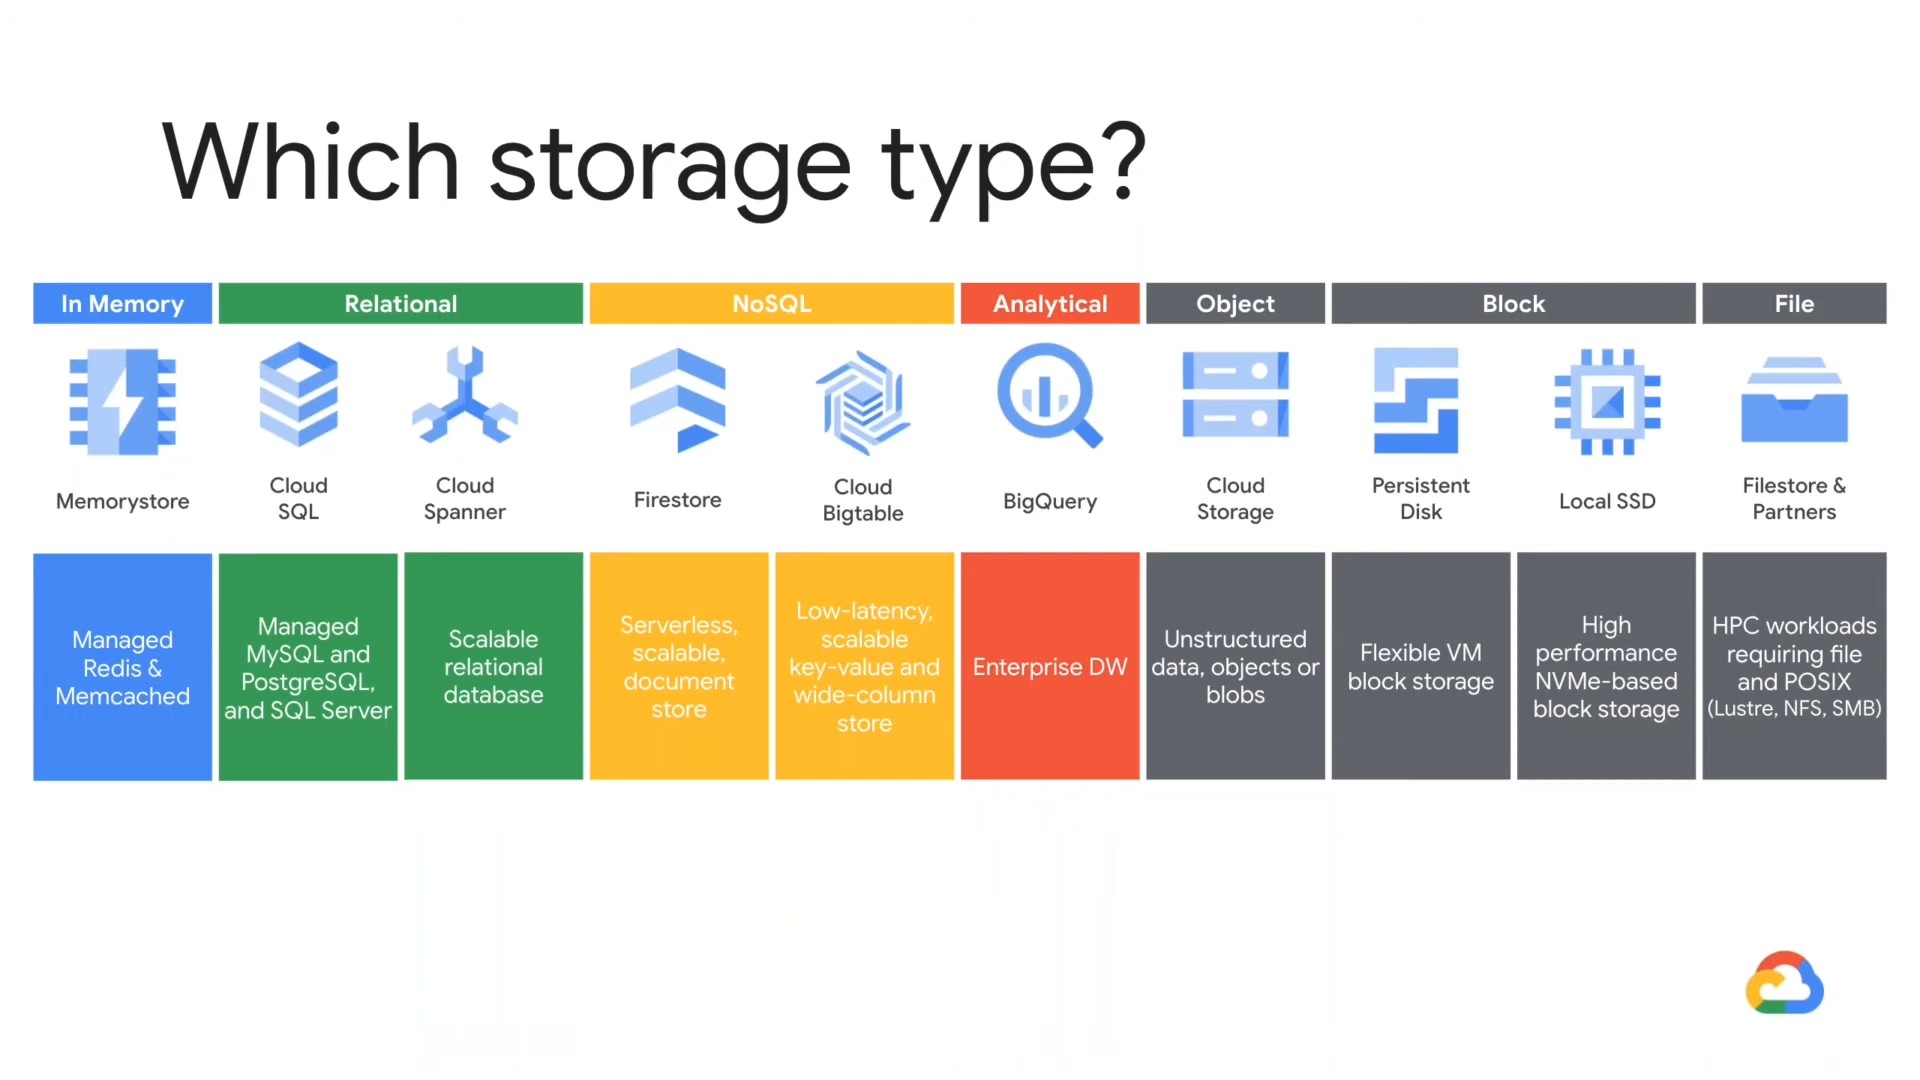 Which storage type?
In Memory
Relational
NoSQL
Analytical
Object
Block
File
Memorystore
Cloud
SQL
Cloud
Spanner
Firestore
Cloud
Bigtable
BigQuery
Cloud
Storage
Persistent
Disk
Local SSD
Filestore &
Partners
Managed
Redis &
Memcached
Managed
MySQL and
PostgreSQL,
and SQL Server
Scalable
relational
database
Serverless,
scalable,
document
store
Low-latency,
scalable
key-value and
wide-column
store
Enterprise DW
Unstructured
data, objects or
blobs
Flexible VM
block storage
High
performance
NVMe-based
block storage
HPC workloads
requiring file
and POSIX
(Lustre, NFS, SMB)